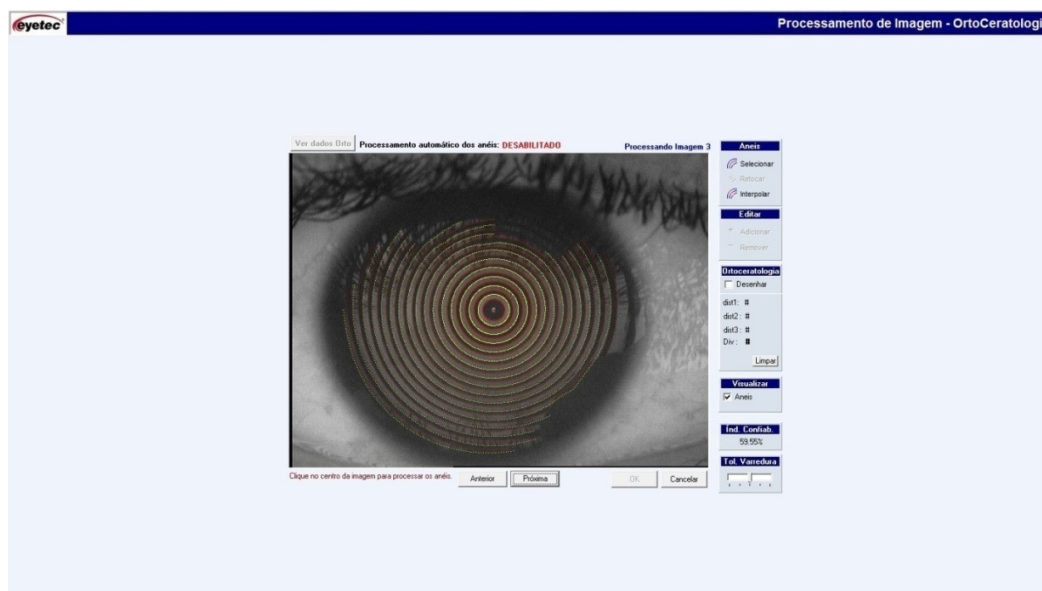 eyetec
Processamento de Imagem - OrtoCeratologi
Ver dados Orto
Processamento automático dos anéis: DESABILITADO
Processando Imagem 3
Aneis
Selecionar
Retocar
Interpolar
Editar
Adicionar
Remover
Ortoceratologia
Desenhar
dist1: #
dist2: #
dist3: #
Div: #
Limpar
Visualizar
Aneis
Índ. Confiab.
59.55%
Tol. Varredura
Clique no centro da imagem para processar os anéis.
Anterior
Próxima
OK
Cancelar